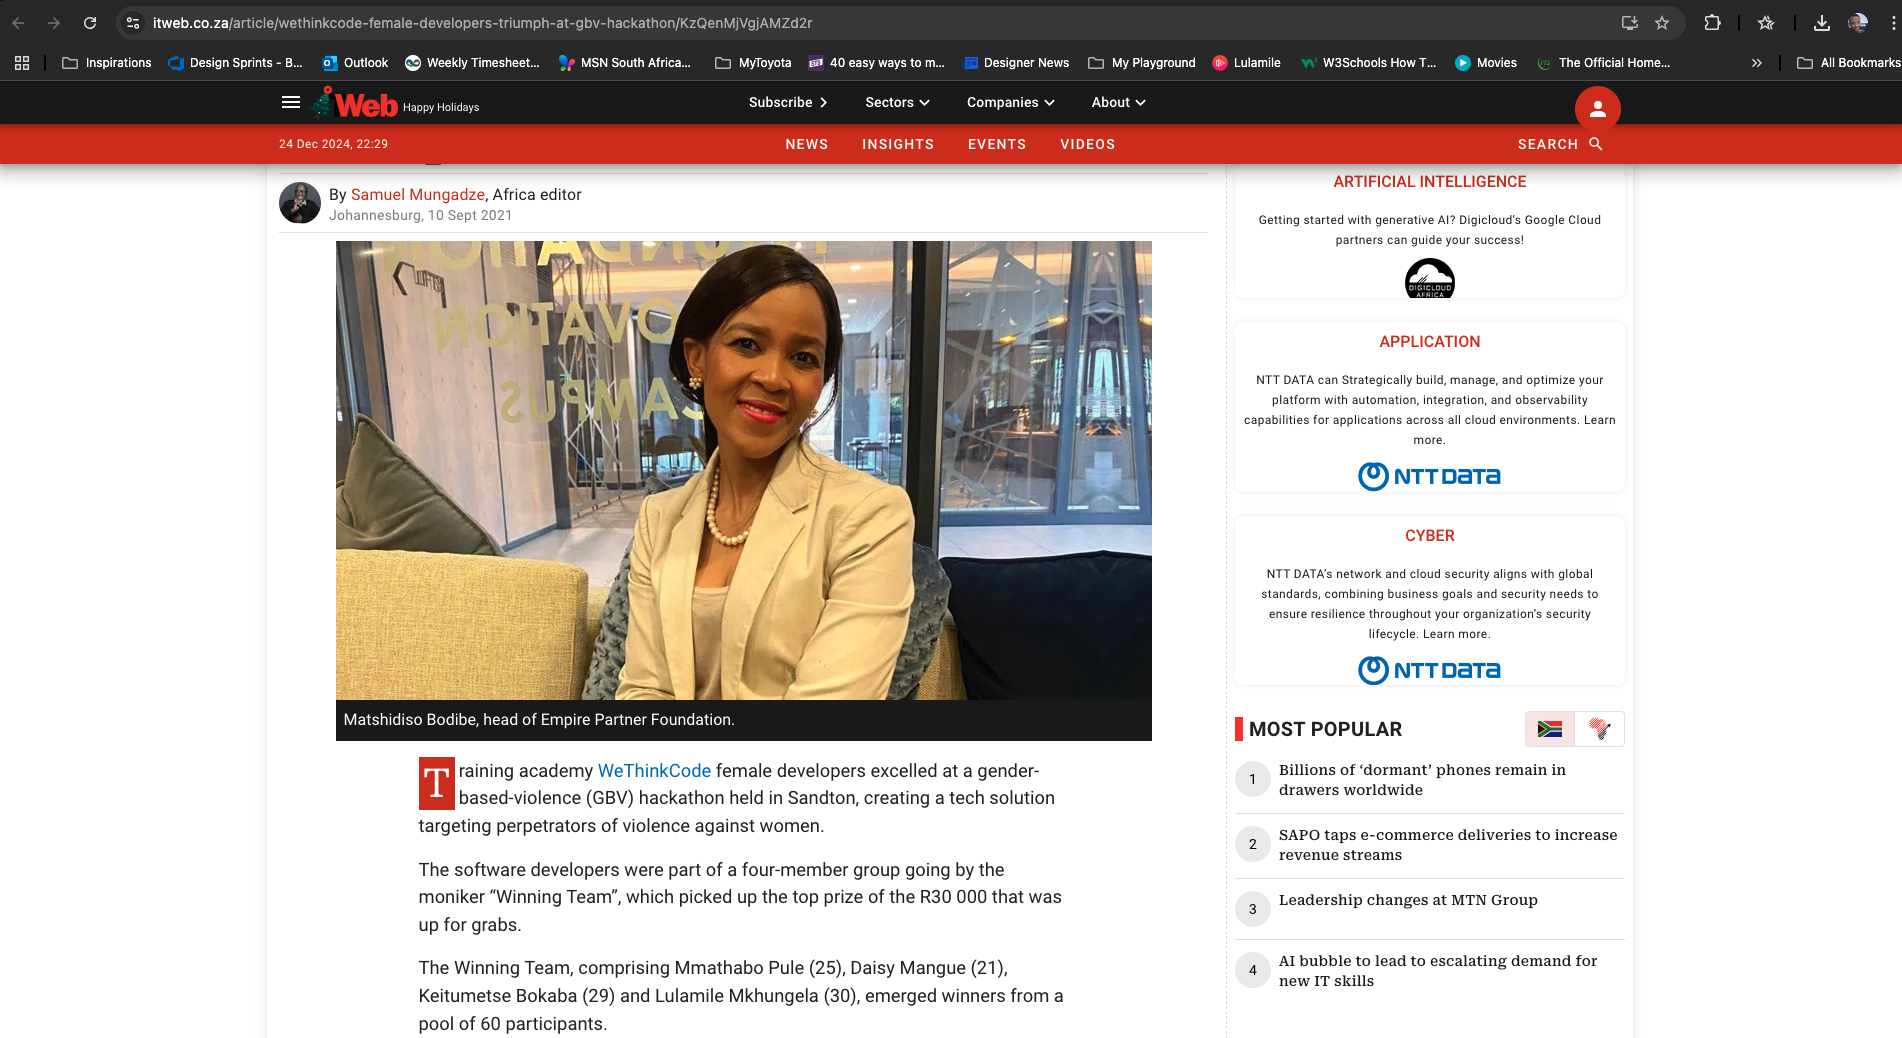 itweb.co.za/article/wethinkcode-female-developers-triumph-at-gbv-hackathon/KzQenMjVgjAMZd2r
Inspirations
Design Sprints - B...
Outlook
Weekly Timesheet...
MSN South Africa...
MyToyota
40 easy ways to m...
Designer News
My Playground
Lulamile
W3Schools How T...
Movies
The Official Home...
»
All Bookmarks
Web Happy Holidays
Subscribe
Sectors
Companies
About
24 Dec 2024, 22:29
NEWS
INSIGHTS
EVENTS
VIDEOS
SEARCH
By Samuel Mungadze, Africa editor
Johannesburg, 10 Sept 2021
FOUNDATION
INNOVATION
CAMPUS
Matshidiso Bodibe, head of Empire Partner Foundation.
Training academy WeThinkCode female developers excelled at a gender-
based-violence (GBV) hackathon held in Sandton, creating a tech solution
targeting perpetrators of violence against women.
The software developers were part of a four-member group going by the
moniker “Winning Team”, which picked up the top prize of the R30 000 that was
up for grabs.
The Winning Team, comprising Mmathabo Pule (25), Daisy Mangue (21),
Keitumetse Bokaba (29) and Lulamile Mkhungela (30), emerged winners from a
pool of 60 participants.
ARTIFICIAL INTELLIGENCE
Getting started with generative AI? Digicloud’s Google Cloud
partners can guide your success!
DIGICLOUD
AFRICA
APPLICATION
NTT DATA can Strategically build, manage, and optimize your
platform with automation, integration, and observability
capabilities for applications across all cloud environments. Learn
more.
NTT DATA
CYBER
NTT DATA’s network and cloud security aligns with global
standards, combining business goals and security needs to
ensure resilience throughout your organization’s security
lifecycle. Learn more.
NTT DATA
MOST POPULAR
1 Billions of ‘dormant’ phones remain in
drawers worldwide
2 SAPO taps e-commerce deliveries to increase
revenue streams
3 Leadership changes at MTN Group
4 AI bubble to lead to escalating demand for
new IT skills